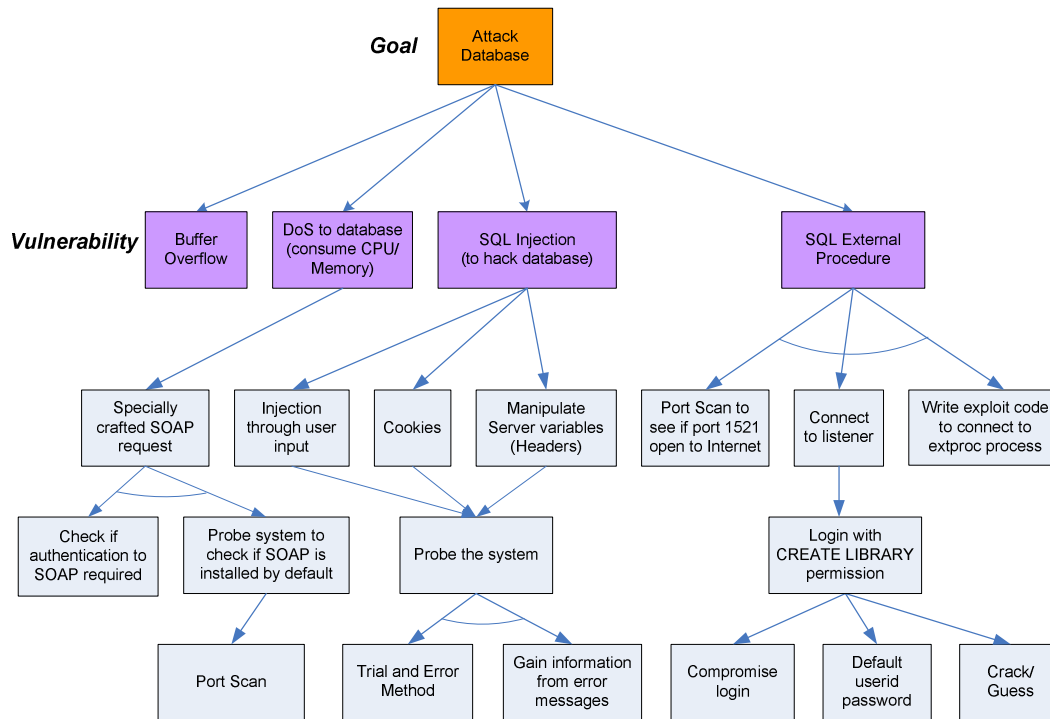 Goal
Attack
Database
Vulnerability
Buffer
Overflow
DoS to database
(consume CPU/
Memory)
SQL Injection
(to hack database)
SQL External
Procedure
Specially
crafted SOAP
request
Injection
through user
input
Cookies
Manipulate
Server variables
(Headers)
Port Scan to
see if port 1521
open to Internet
Connect
to listener
Write exploit code
to connect to
extproc process
Check if
authentication to
SOAP required
Probe system to
check if SOAP is
installed by default
Probe the system
Login with
CREATE LIBRARY
permission
Port Scan
Trial and Error
Method
Gain information
from error
messages
Compromise
login
Default
userid
password
Crack/
Guess